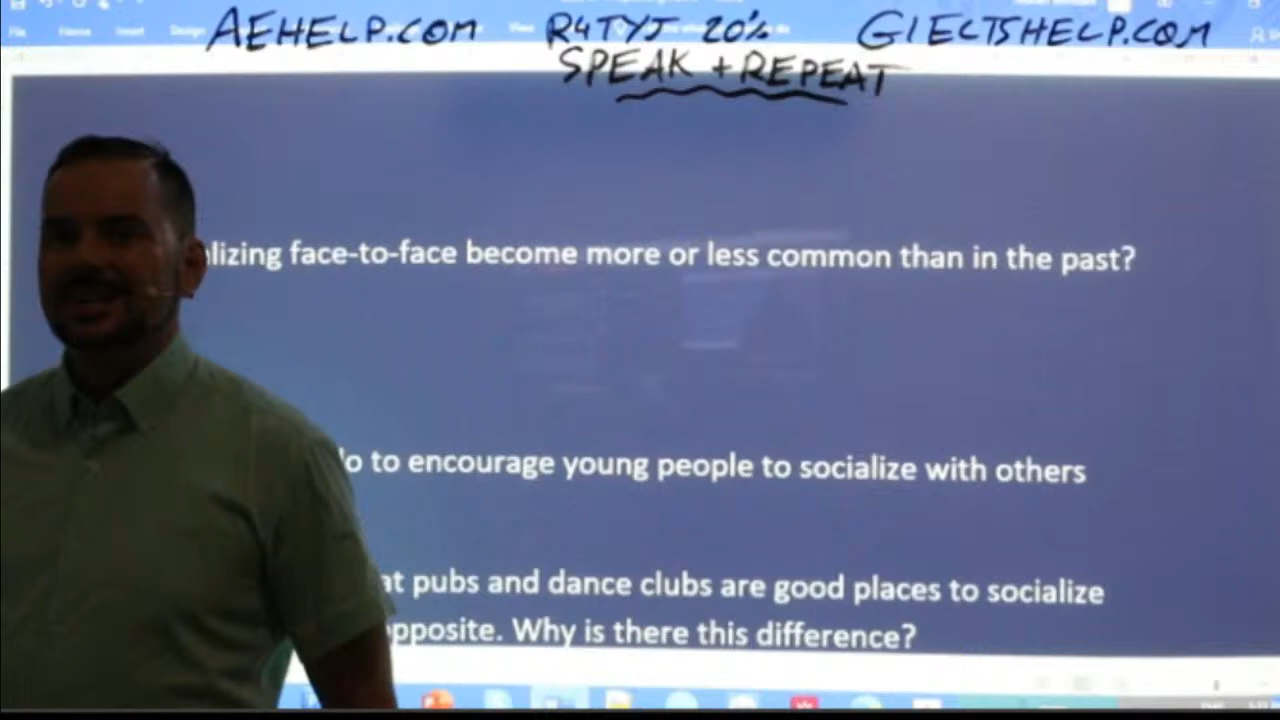 AEHELP.COM R4TYJ 20% GIELTSHELP.COM
SPEAK + REPEAT
lizing face-to-face become more or less common than in the past?
to encourage young people to socialize with others
at pubs and dance clubs are good places to socialize
opposite. Why is there this difference?